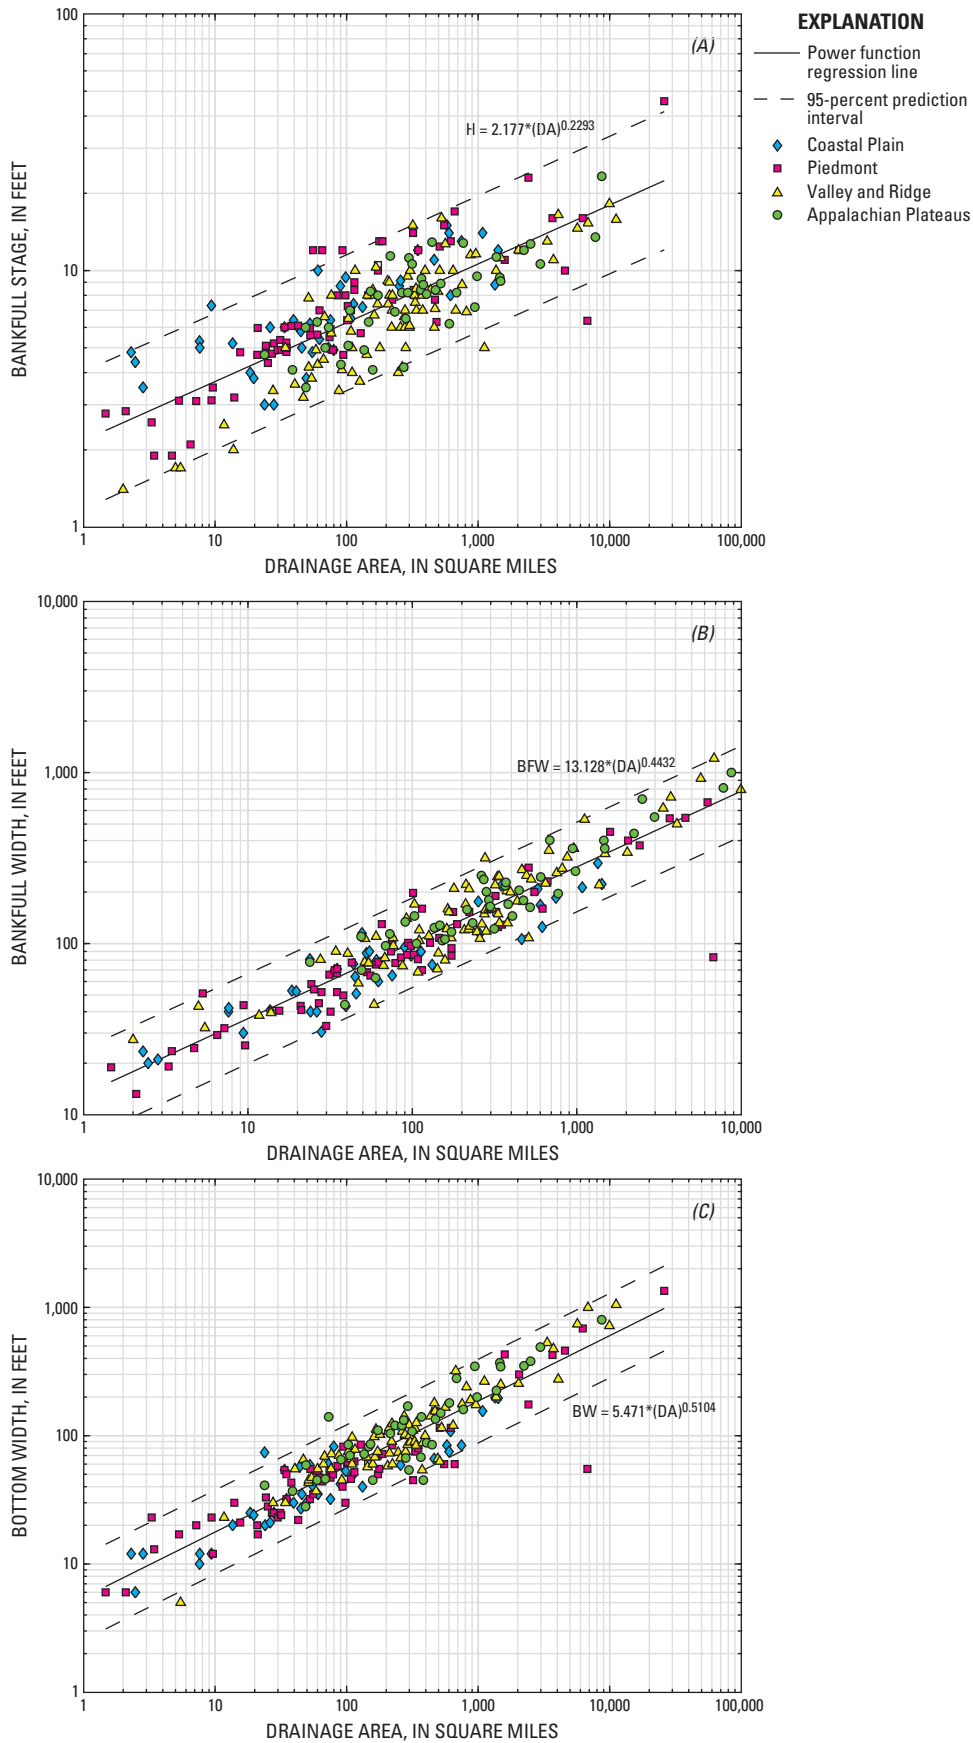 EXPLANATION
Power function
regression line
95-percent prediction
interval
Coastal Plain
Piedmont
Valley and Ridge
Appalachian Plateaus
(A)
H = 2.177*(DA)^0.2293
BANKFULL STAGE, IN FEET
100
10
1
1 10 100 1,000 10,000 100,000
DRAINAGE AREA, IN SQUARE MILES
(B)
BFW = 13.128*(DA)^0.4432
BANKFULL WIDTH, IN FEET
10,000
1,000
100
10
1 10 100 1,000 10,000
DRAINAGE AREA, IN SQUARE MILES
(C)
BW = 5.471*(DA)^0.5104
BOTTOM WIDTH, IN FEET
10,000
1,000
100
10
1
1 10 100 1,000 10,000 100,000
DRAINAGE AREA, IN SQUARE MILES